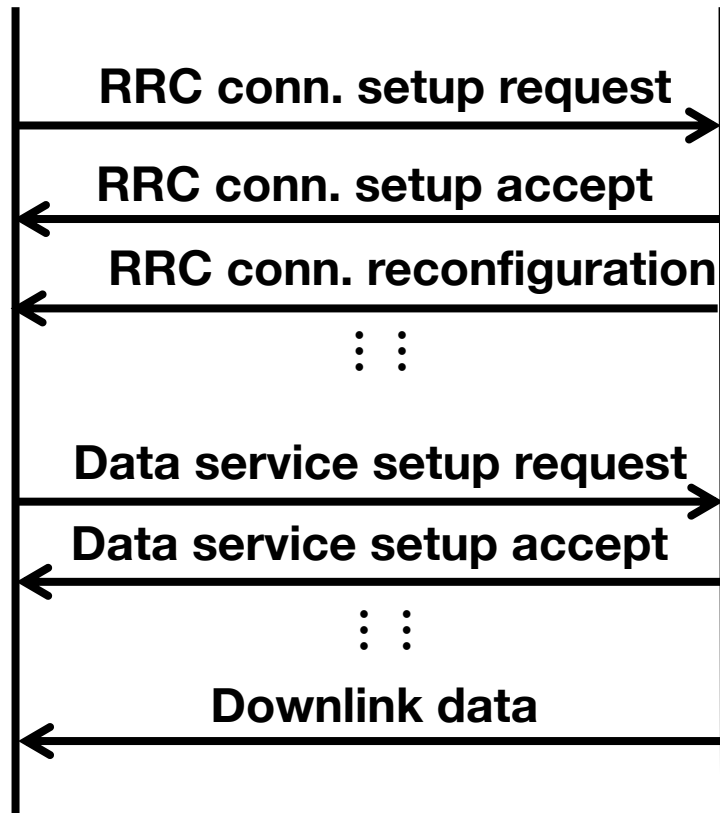 RRC conn. setup request
RRC conn. setup accept
RRC conn. reconfiguration
Data service setup request
Data service setup accept
Downlink data